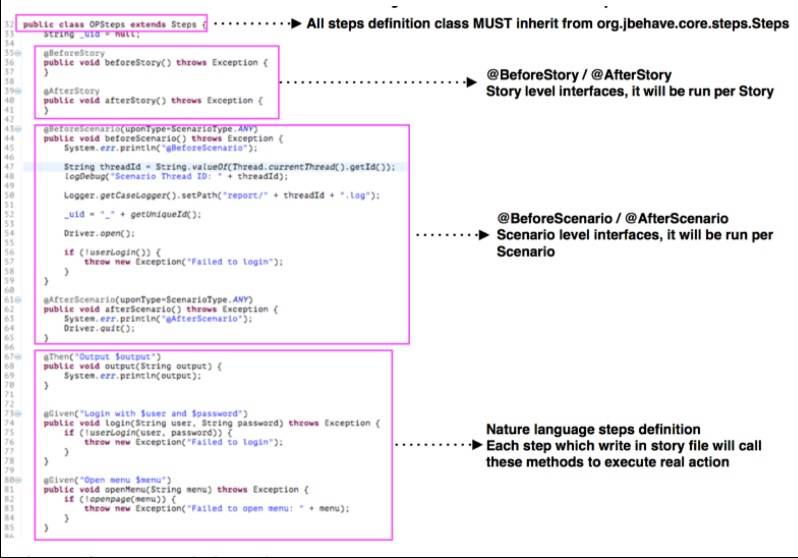 32 public class OPSteps extends Steps {
All steps definition class MUST inherit from org.jbehave.core.steps.Steps
33 String _uid = null;
34
35 @BeforeStory
36 public void beforeStory() throws Exception {
37 }
38
39 @AfterStory
40 public void afterStory() throws Exception {
41 }
42
@BeforeStory / @AfterStory
Story level interfaces, it will be run per Story
43 @BeforeScenario(uponType=ScenarioType.ANY)
44 public void beforeScenario() throws Exception {
45 System.err.println("@BeforeScenario");
46
47 String threadId = String.valueOf(Thread.currentThread().getId());
48 logDebug("Scenario Thread ID: " + threadId);
49
50 Logger.getCaseLogger().setPath("report/" + threadId + ".log");
51
52 _uid = "_" + getUniqueId();
53
54 Driver.open();
55
56 if (!userLogin()) {
57 throw new Exception("Failed to login");
58 }
59 }
60
61 @AfterScenario(uponType=ScenarioType.ANY)
62 public void afterScenario() throws Exception {
63 System.err.println("@AfterScenario");
64 Driver.quit();
65 }
66
@BeforeScenario / @AfterScenario
Scenario level interfaces, it will be run per
Scenario
67 @Then("Output $output")
68 public void output(String output) {
69 System.err.println(output);
70 }
71
72
73 @Given("Login with $user and $password")
74 public void login(String user, String password) throws Exception {
75 if (!userLogin(user, password)) {
76 throw new Exception("Failed to login");
77 }
78 }
79
80 @Given("Open menu $menu")
81 public void openMenu(String menu) throws Exception {
82 if (!openpage(menu)) {
83 throw new Exception("Failed to open menu: " + menu);
84 }
85 }
86
Nature language steps definition
Each step which write in story file will call
these methods to execute real action